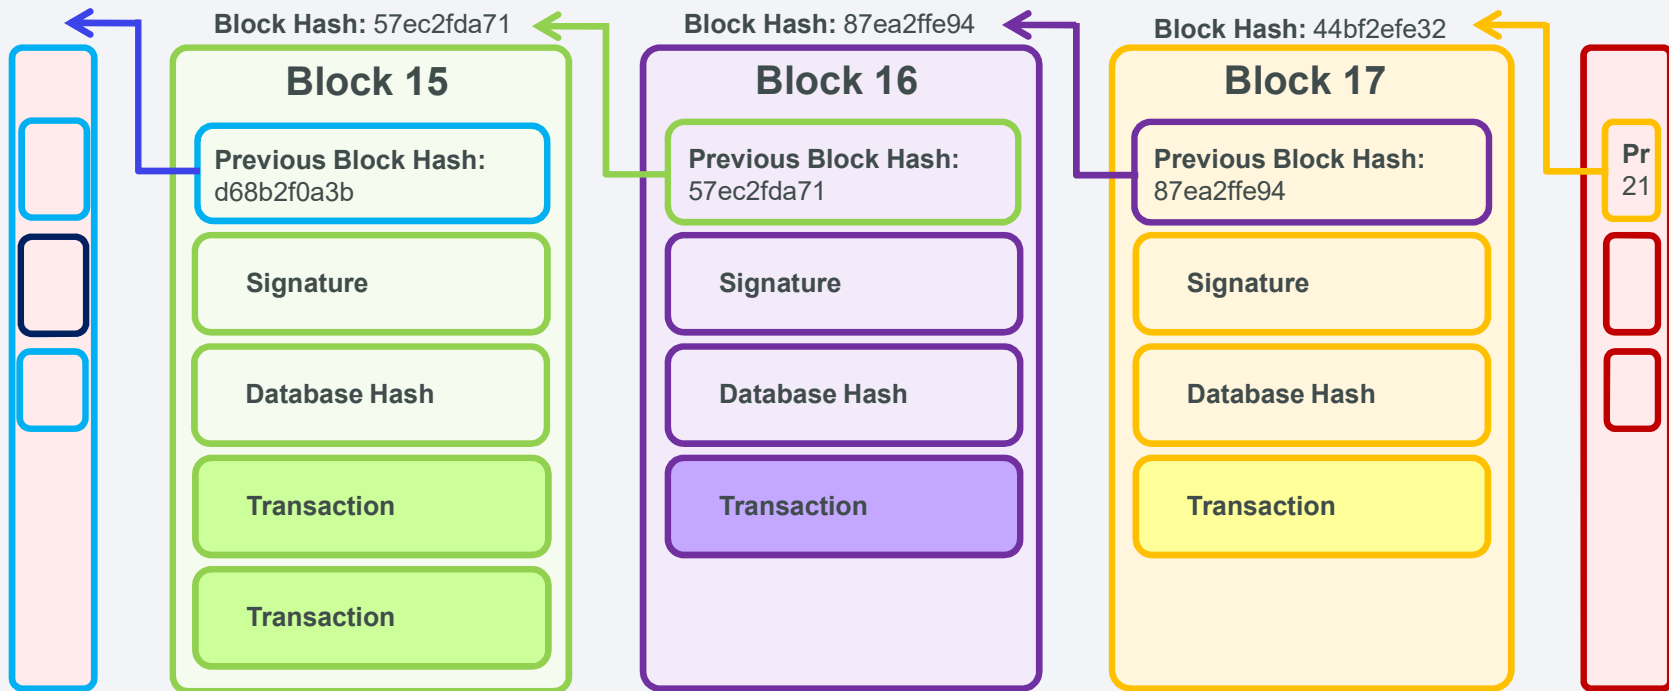 Block Hash: 57ec2fda71
Block Hash: 87ea2ffe94
Block Hash: 44bf2efe32
Block 15
Previous Block Hash:
d68b2f0a3b
Signature
Database Hash
Transaction
Transaction
Block 16
Previous Block Hash:
57ec2fda71
Signature
Database Hash
Transaction
Block 17
Previous Block Hash:
87ea2ffe94
Signature
Database Hash
Transaction
Pr
21